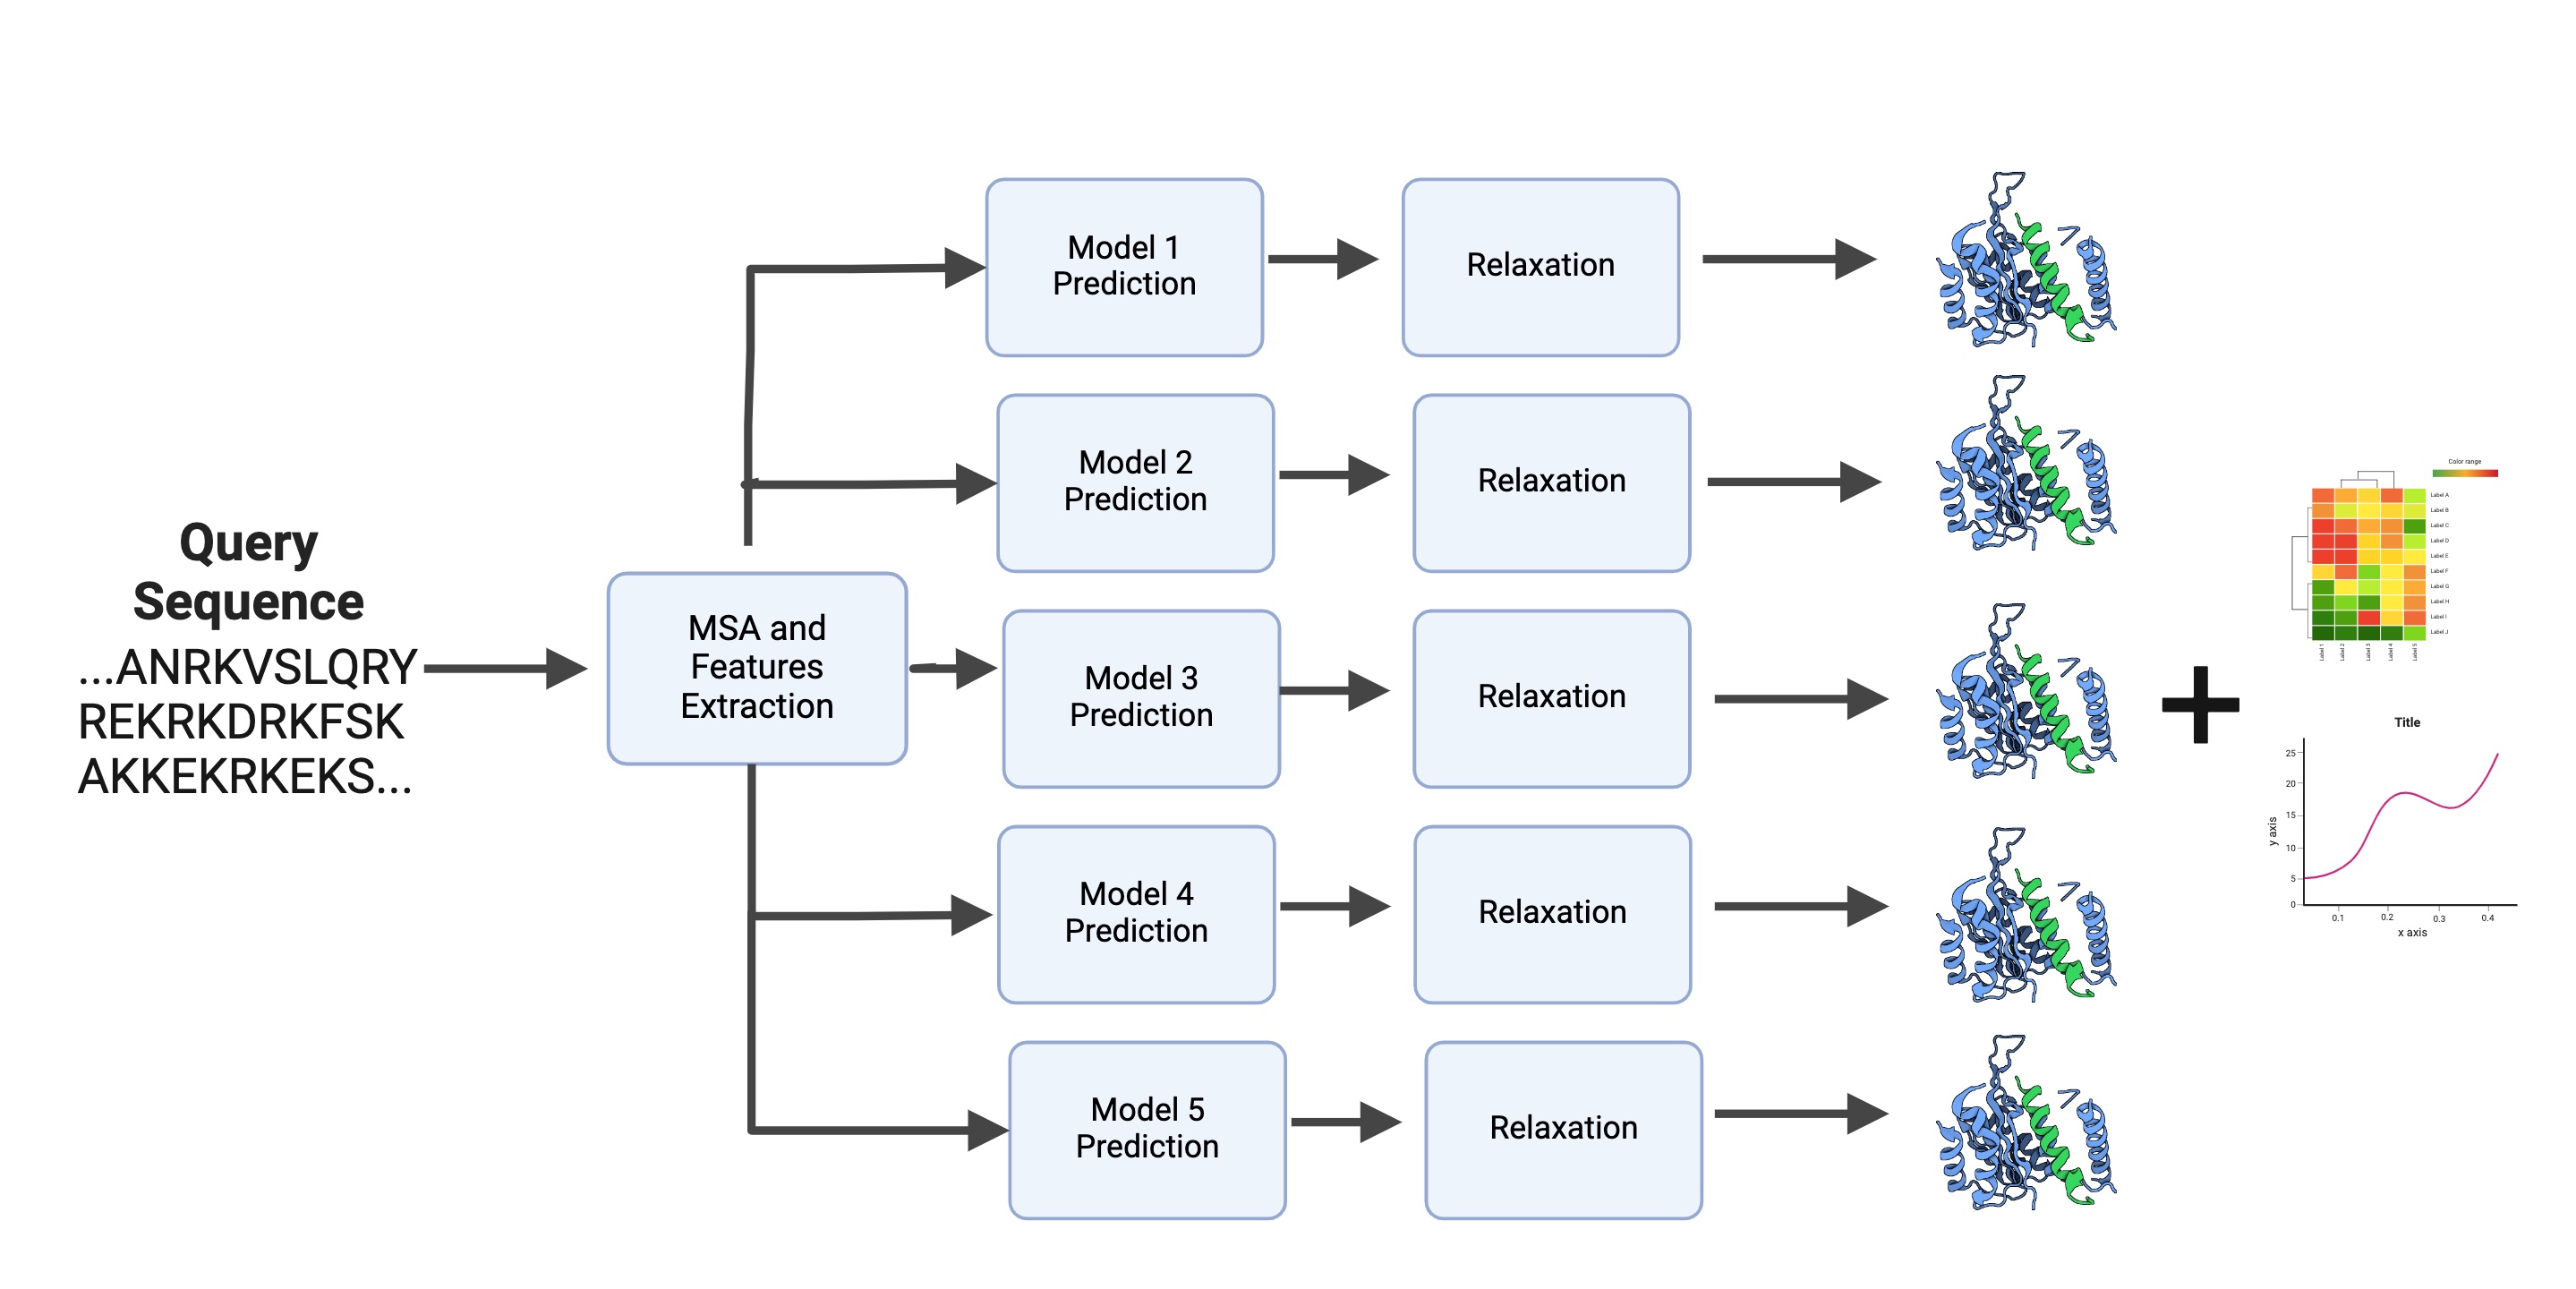 Query
Sequence
...ANRKVSLQRY
REKRKDRKFSK
AKKEKRKEKS...
MSA and
Features
Extraction
Model 1
Prediction
Relaxation
Model 2
Prediction
Relaxation
Model 3
Prediction
Relaxation
Model 4
Prediction
Relaxation
Model 5
Prediction
Relaxation
Color range
Label A
Label B
Label C
Label D
Label E
Label F
Label G
Label H
Label I
Label J
Label 1
Label 2
Label 3
Label 4
Label 5
Title
25
20
15
10
5
0
y axis
0.1
0.2
0.3
0.4
x axis